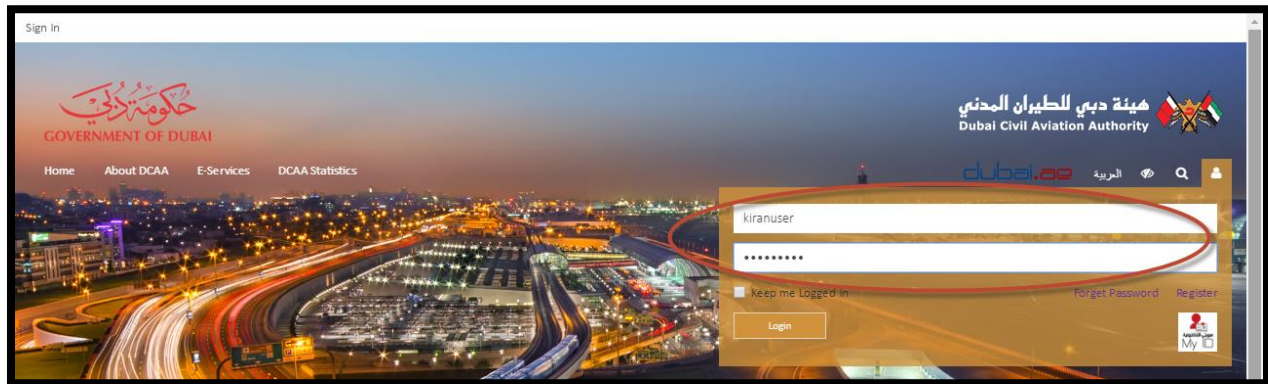 Sign In
حكومة دبي
GOVERNMENT OF DUBAI
هيئة دبي للطيران المدني
Dubai Civil Aviation Authority
Home About DCAA E-Services DCAA Statistics
dubai.ae العربية
kiranuser
•••••••••
Keep me Logged in Forget Password Register
Login
My ID